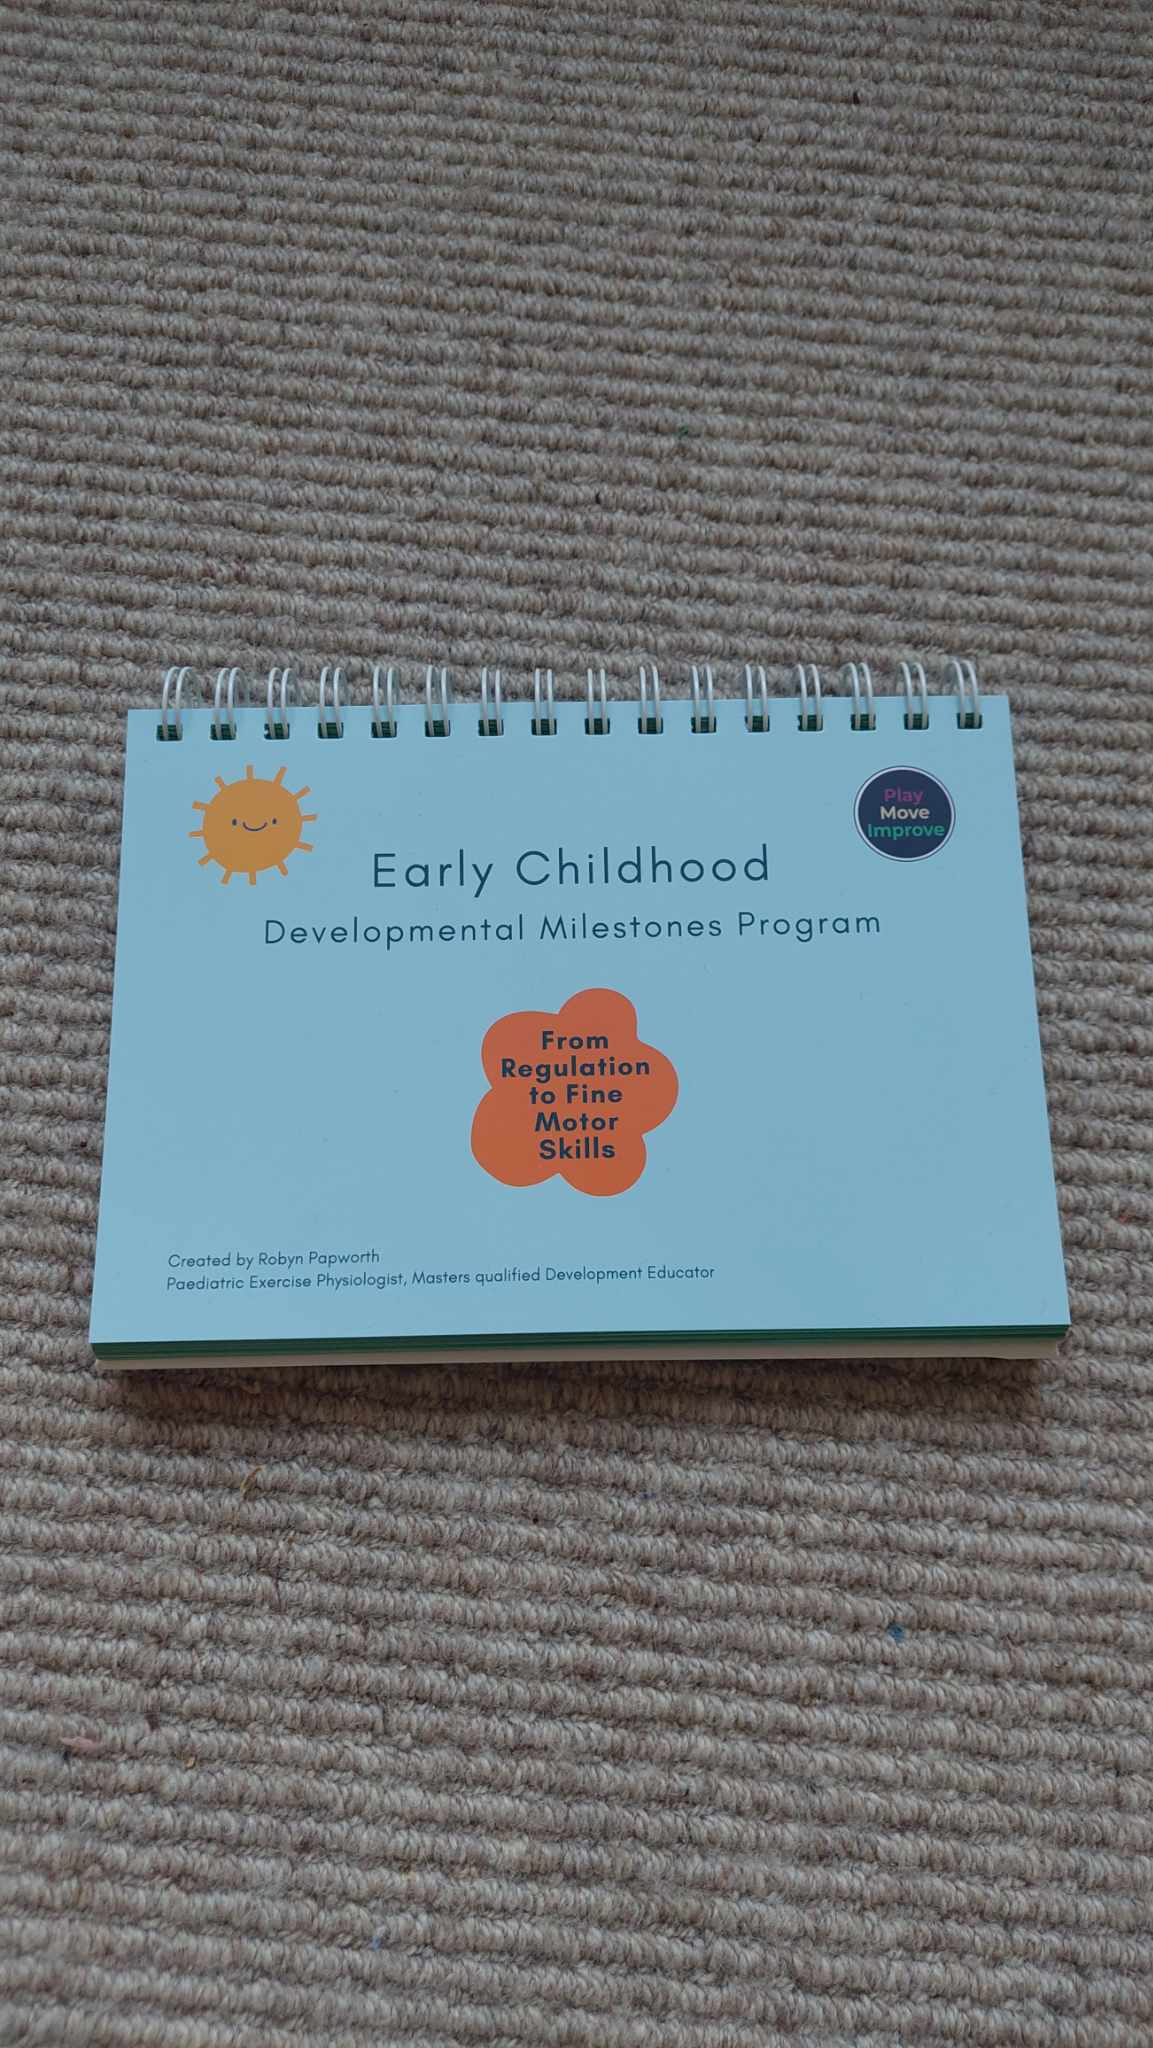 Play
Move
Improve
Early Childhood
Developmental Milestones Program
From
Regulation
to Fine
Motor
Skills
Created by Robyn Papworth
Paediatric Exercise Physiologist, Masters qualified Development Educator